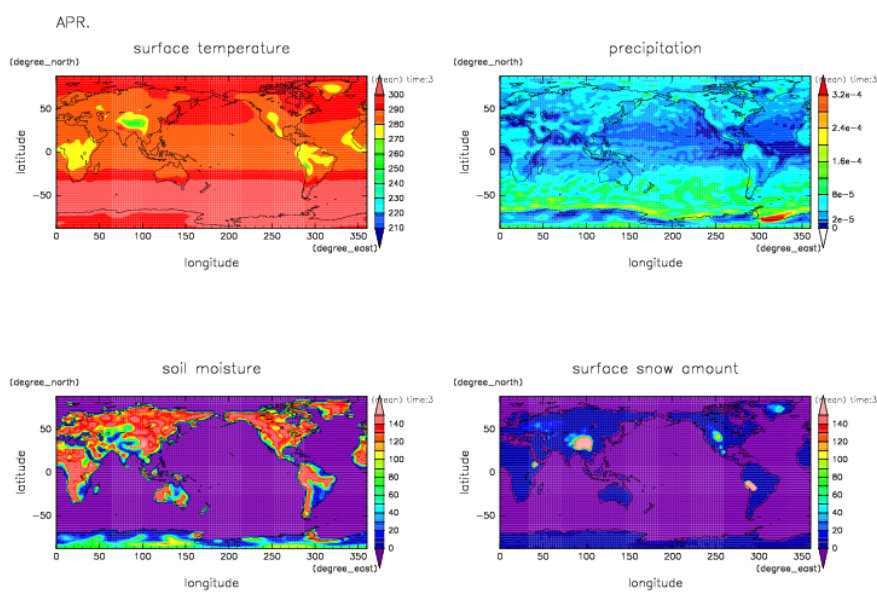 APR.
surface temperature
(degree_north)
(mean) time:3
latitude
50
0
−50
0 50 100 150 200 250 300 350
(degree_east)
longitude
300
290
280
270
260
250
240
230
220
210
precipitation
(degree_north)
(mean) time:3
latitude
50
0
−50
0 50 100 150 200 250 300 350
(degree_east)
longitude
3.2e−4
2.4e−4
1.6e−4
8e−5
2e−5
0
soil moisture
(degree_north)
(mean) time:3
latitude
50
0
−50
0 50 100 150 200 250 300 350
(degree_east)
longitude
140
120
100
80
60
40
20
0
surface snow amount
(degree_north)
(mean) time:3
latitude
50
0
−50
0 50 100 150 200 250 300 350
(degree_east)
longitude
140
120
100
80
60
40
20
0